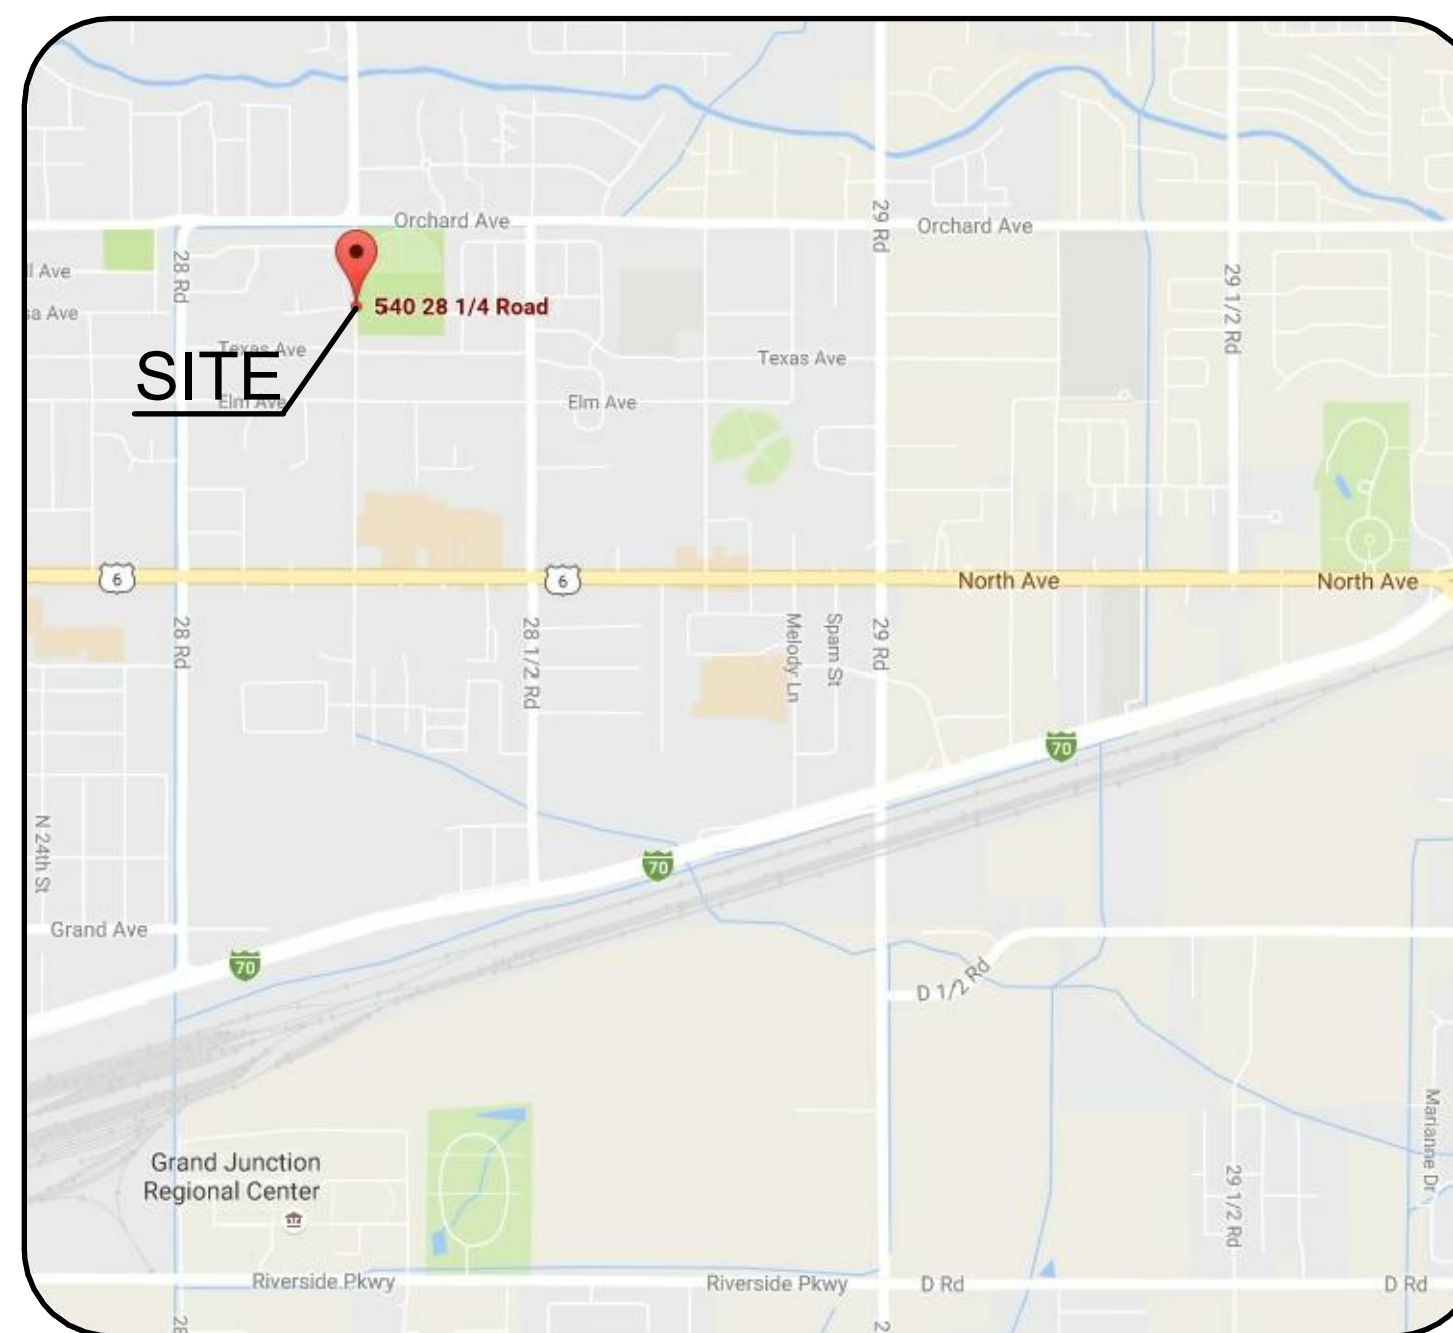 Orchard Ave
29 Rd
Orchard Ave
28 Rd
29 1/2 Rd
540 28 1/4 Road
Texas Ave
SITE
Texas Ave
Elm Ave
Elm Ave
6
6
North Ave
North Ave
28 Rd
28 1/2 Rd
Melody Ln
Spam St
29 Rd
70
N 24th St
70
Grand Ave
70
D 1/2 Rd
Marianne Dr
Grand Junction
Regional Center
29 1/2 Rd
Riverside Pkwy
Riverside Pkwy
D Rd
D Rd